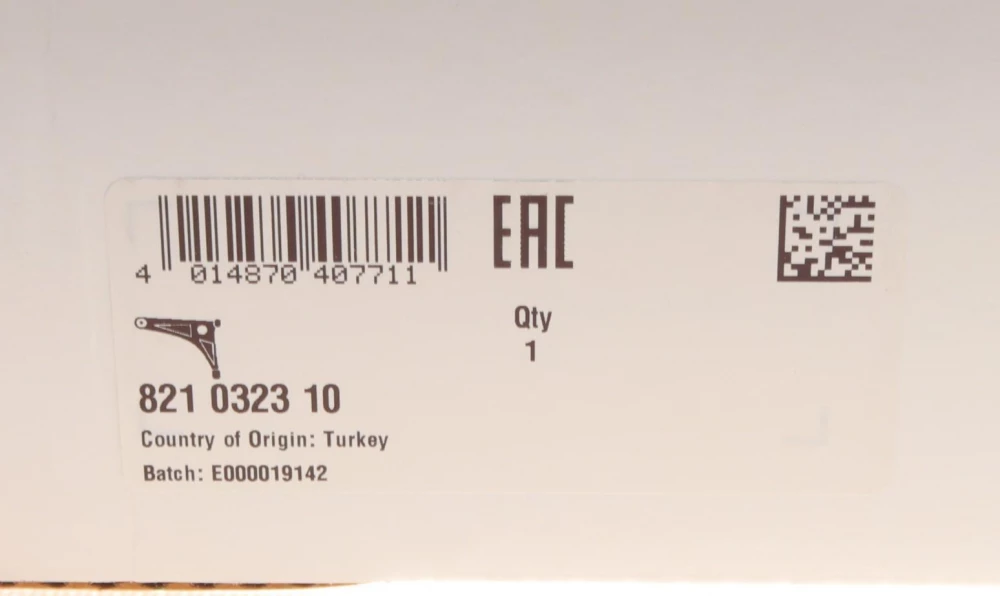 4 014870 407711
EAC
Qty
1
821 0323 10
Country of Origin: Turkey
Batch: E000019142